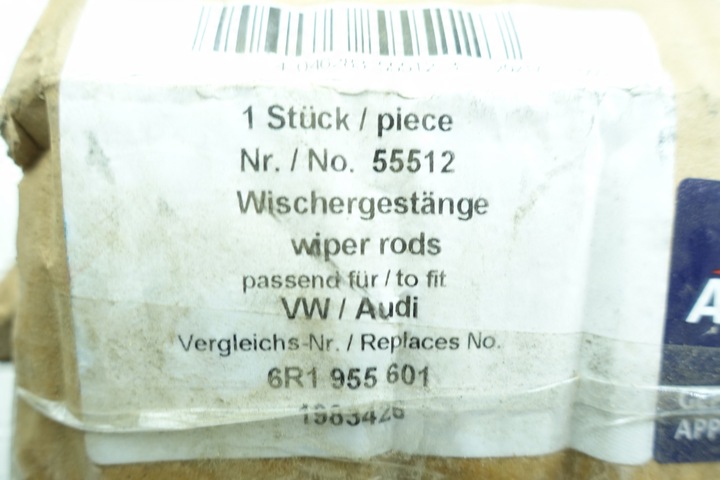 1 Stück / piece
Nr. / No. 55512
Wischergestänge
wiper rods
passend für / to fit
VW / Audi
Vergleichs-Nr. / Replaces No.
6R1 955 601
1983426
APP